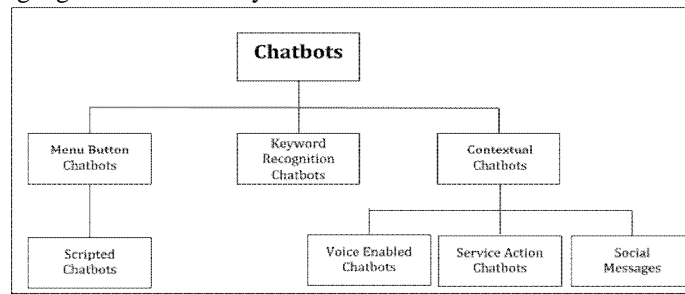 Chatbots
Menu Button
Chatbots
Keyword
Recognition
Chatbots
Contextual
Chatbots
Scripted
Chatbots
Voice Enabled
Chatbots
Service Action
Chatbots
Social
Messages